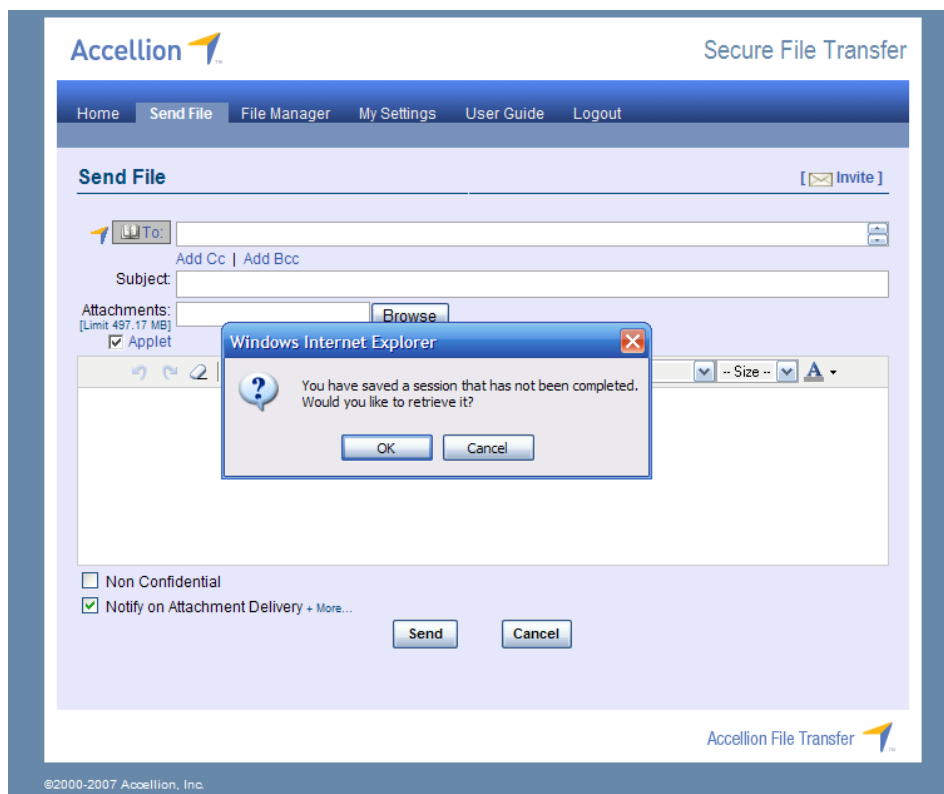 Accellion
Secure File Transfer
Home Send File File Manager My Settings User Guide Logout
Send File
[ Invite ]
To:
Add Cc | Add Bcc
Subject:
Attachments:
[Limit 497.17 MB]
Browse
Applet
Windows Internet Explorer
-- Size -- A
You have saved a session that has not been completed.
Would you like to retrieve it?
OK Cancel
Non Confidential
Notify on Attachment Delivery + More...
Send Cancel
Accellion File Transfer
©2000-2007 Accellion, Inc.